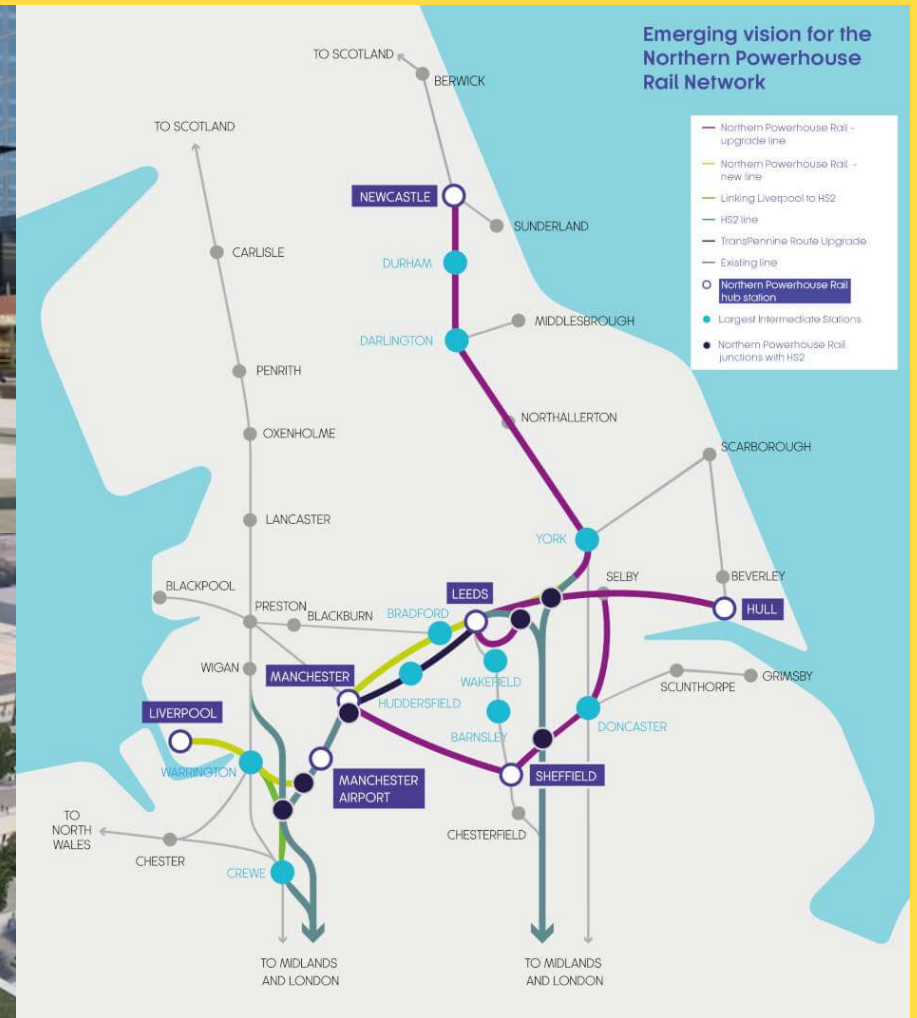 Emerging vision for the
Northern Powerhouse
Rail Network
Northern Powerhouse Rail -
upgrade line
Northern Powerhouse Rail -
new line
Linking Liverpool to HS2
HS2 line
TransPennine Route Upgrade
Existing line
Northern Powerhouse Rail
hub station
Largest Intermediate Stations
Northern Powerhouse Rail
junctions with HS2
TO SCOTLAND
BERWICK
TO SCOTLAND
NEWCASTLE
SUNDERLAND
CARLISLE
DURHAM
MIDDLESBROUGH
DARLINGTON
PENRITH
NORTHALLERTON
OXENHOLME
SCARBOROUGH
LANCASTER
YORK
BLACKPOOL
SELBY
BEVERLEY
LEEDS
PRESTON
BLACKBURN
BRADFORD
HULL
WIGAN
MANCHESTER
HUDDERSFIELD
WAKEFIELD
SCUNTHORPE
GRIMSBY
LIVERPOOL
BARNSLEY
DONCASTER
WARRINGTON
MANCHESTER
AIRPORT
SHEFFIELD
TO
NORTH
WALES
CHESTER
CHESTERFIELD
CREWE
TO MIDLANDS
AND LONDON
TO MIDLANDS
AND LONDON